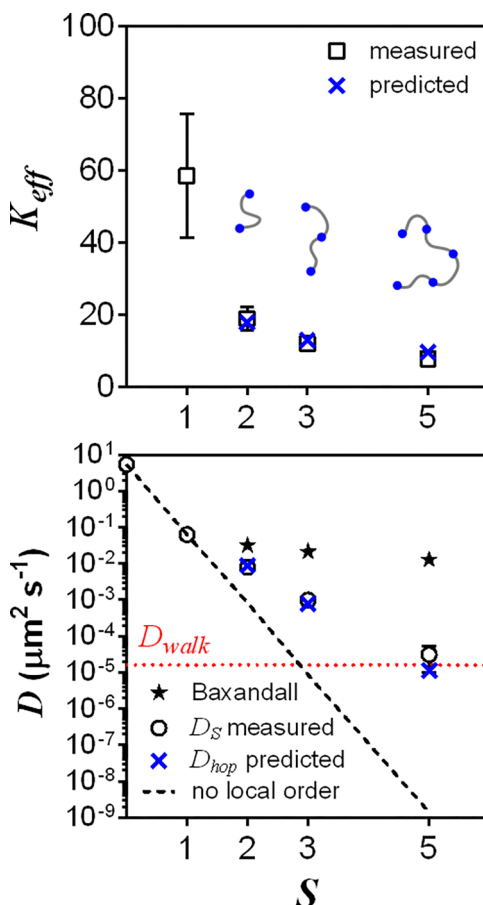 100
measured
predicted
80
60
K_eff
40
20
0
1 2 3 5
10^1
10^0
10^-1
10^-2
10^-3
10^-4
D_walk
10^-5
D (μm^2 s^-1)
Baxandall
10^-6
D_S measured
10^-7
D_hop predicted
10^-8
no local order
10^-9
1 2 3 5
S